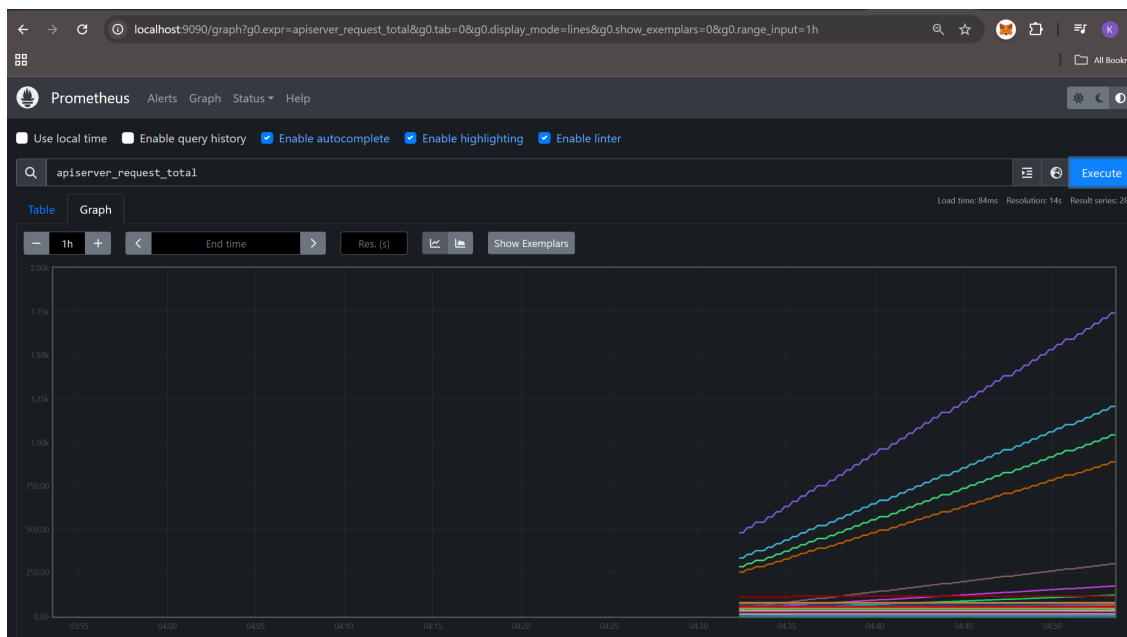 localhost:9090/graph?g0.expr=apiserver_request_total&g0.tab=0&g0.display_mode=lines&g0.show_exemplars=0&g0.range_input=1h
K
All Bookr
Prometheus Alerts Graph Status Help
Use local time Enable query history Enable autocomplete Enable highlighting Enable linter
apiserver_request_total
Execute
Load time: 84ms Resolution: 14s Result series: 28
Table Graph
− 1h + End time Res. (s) Show Exemplars
2.00k
1.75k
1.50k
1.25k
1.00k
750.00
500.00
250.00
0.00
03:55 04:00 04:05 04:10 04:15 04:20 04:25 04:30 04:35 04:40 04:45 04:50